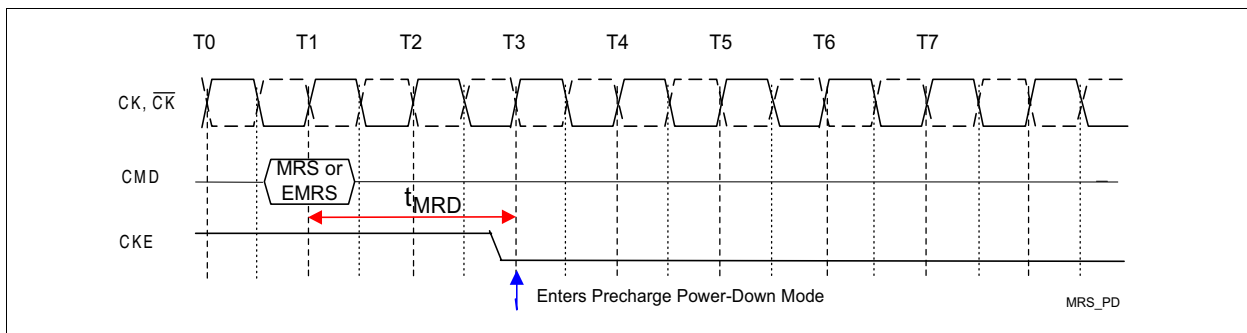 T0 T1 T2 T3 T4 T5 T6 T7
CK, C̅K̅
CMD
MRS or
EMRS
tMRD
CKE
Enters Precharge Power-Down Mode
MRS_PD